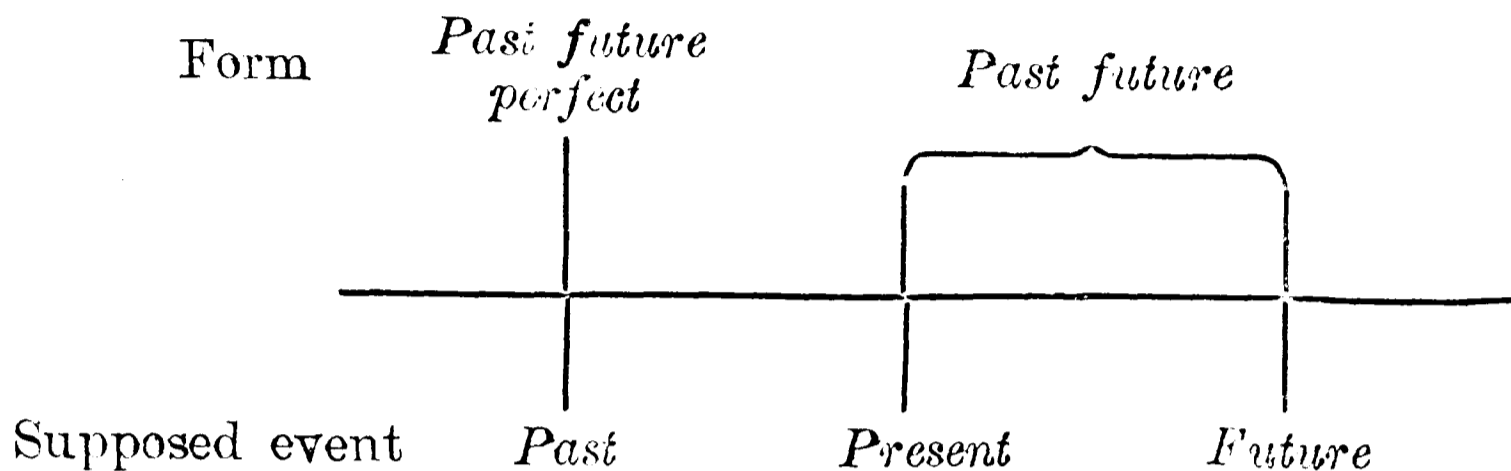 Form
Past future
perfect
Past future
Supposed event
Past
Present
Future